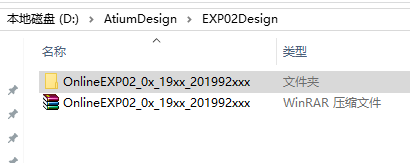 本地磁盘 (D:) > AtiumDesign > EXP02Design
名称 类型
OnlineEXP02_0x_19xx_201992xxx 文件夹
OnlineEXP02_0x_19xx_201992xxx WinRAR 压缩文件